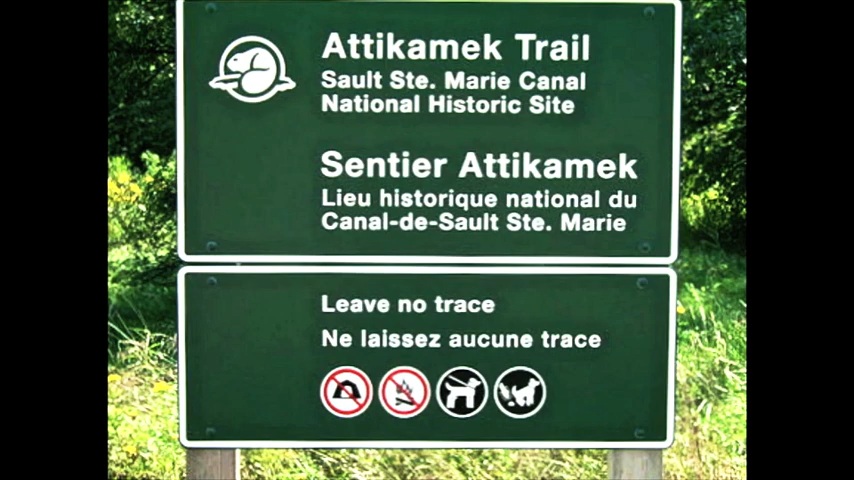 Attikamek Trail
Sault Ste. Marie Canal
National Historic Site
Sentier Attikamek
Lieu historique national du
Canal-de-Sault Ste. Marie
Leave no trace
Ne laissez aucune trace